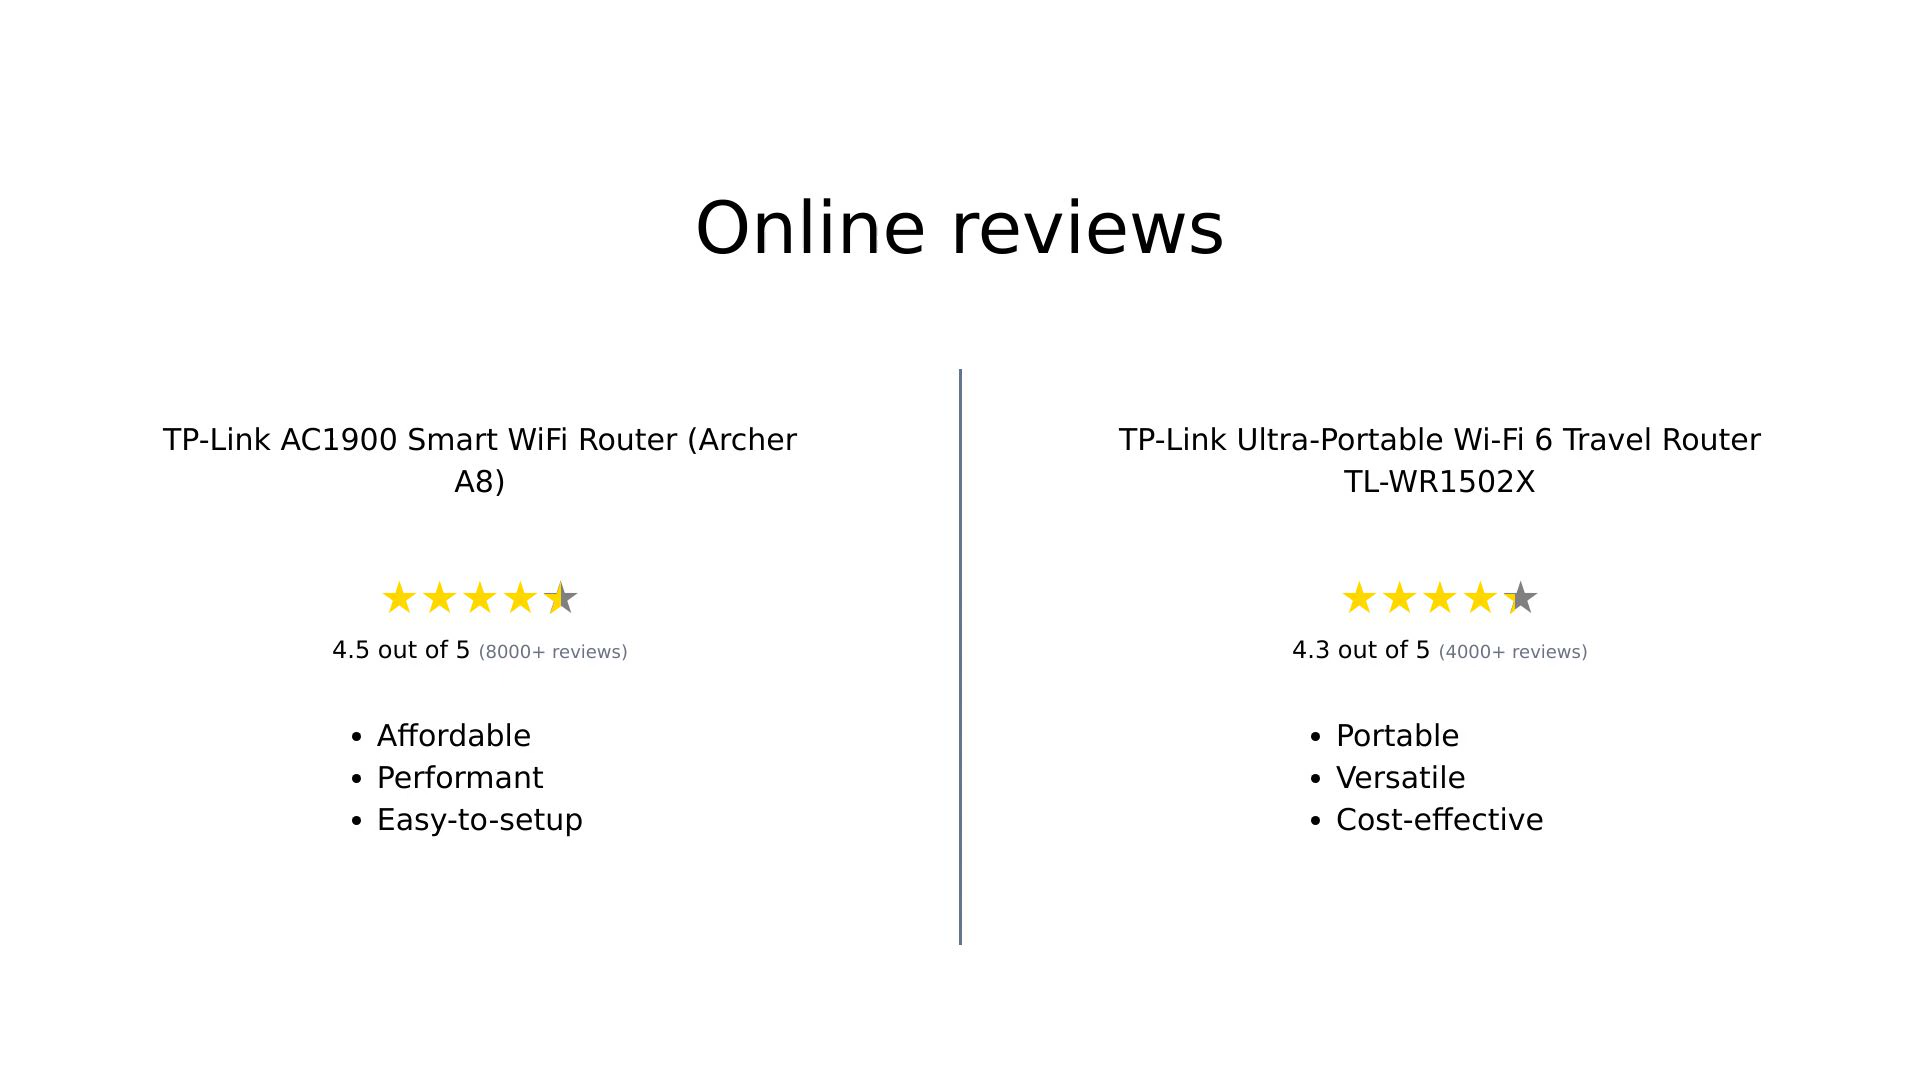 Online reviews
TP-Link AC1900 Smart WiFi Router (Archer
A8)
4.5 out of 5 (8000+ reviews)
• Affordable
• Performant
• Easy-to-setup
TP-Link Ultra-Portable Wi-Fi 6 Travel Router
TL-WR1502X
4.3 out of 5 (4000+ reviews)
• Portable
• Versatile
• Cost-effective